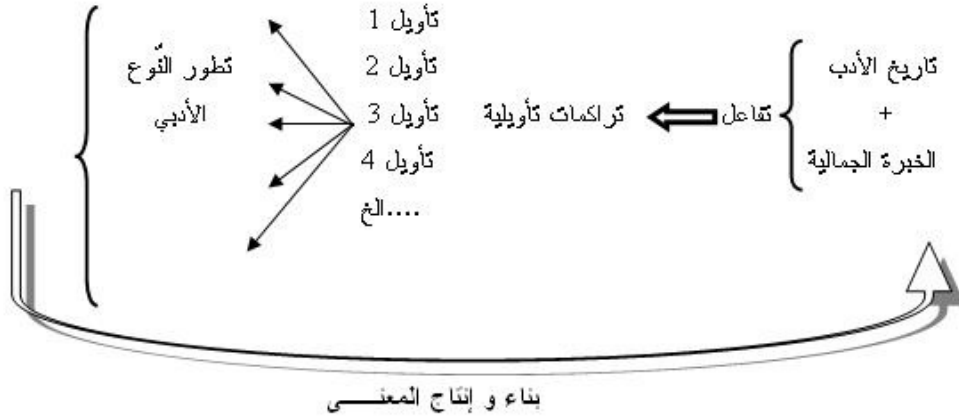 تاريخ الأدب
+
الخبرة الجمالية
تفاعل
تراكمات تأويلية
تأويل 1
تأويل 2
تأويل 3
تأويل 4
....الخ
تطور النّوع
الأدبي
بناء و إنتاج المعنـــى